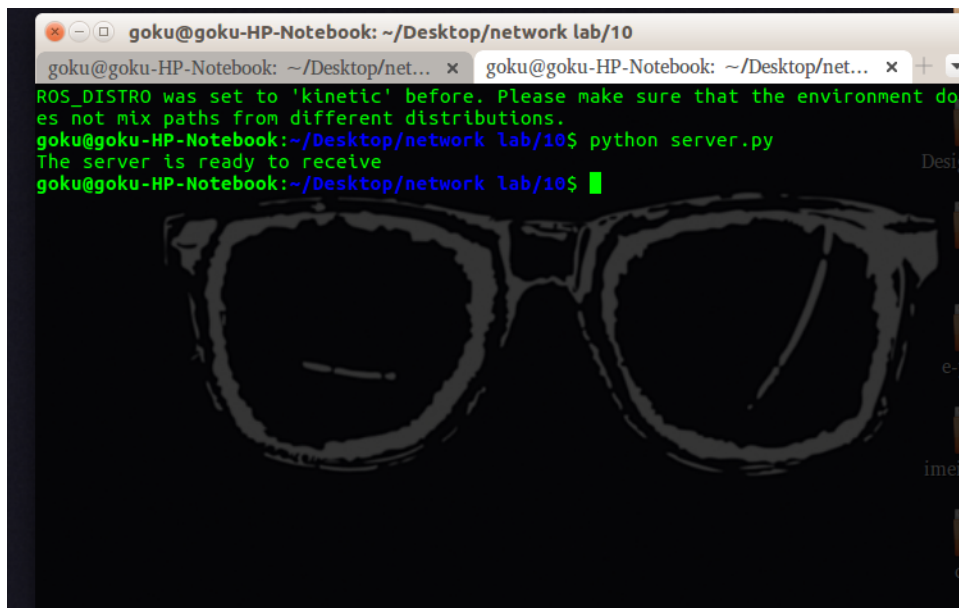 goku@goku-HP-Notebook: ~/Desktop/network lab/10
goku@goku-HP-Notebook: ~/Desktop/net... × goku@goku-HP-Notebook: ~/Desktop/net... ×
ROS_DISTRO was set to 'kinetic' before. Please make sure that the environment do
es not mix paths from different distributions.
goku@goku-HP-Notebook:~/Desktop/network lab/10$ python server.py
The server is ready to receive
goku@goku-HP-Notebook:~/Desktop/network lab/10$
Desi
e-
ime